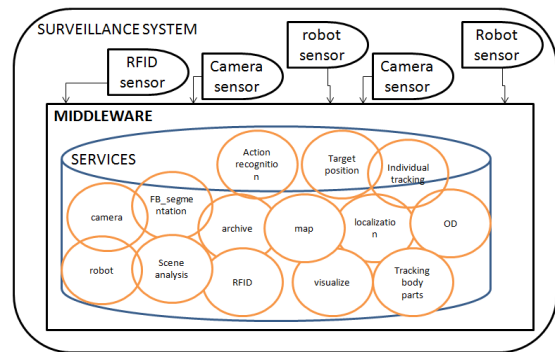 SURVEILLANCE SYSTEM
RFID
sensor
Camera
sensor
robot
sensor
Camera
sensor
Robot
sensor
MIDDLEWARE
SERVICES
Action
recognitio
n
Target
position
Individual
tracking
camera
FB_segme
ntation
archive
map
localizatio
n
OD
robot
Scene
analysis
RFID
visualize
Tracking
body
parts